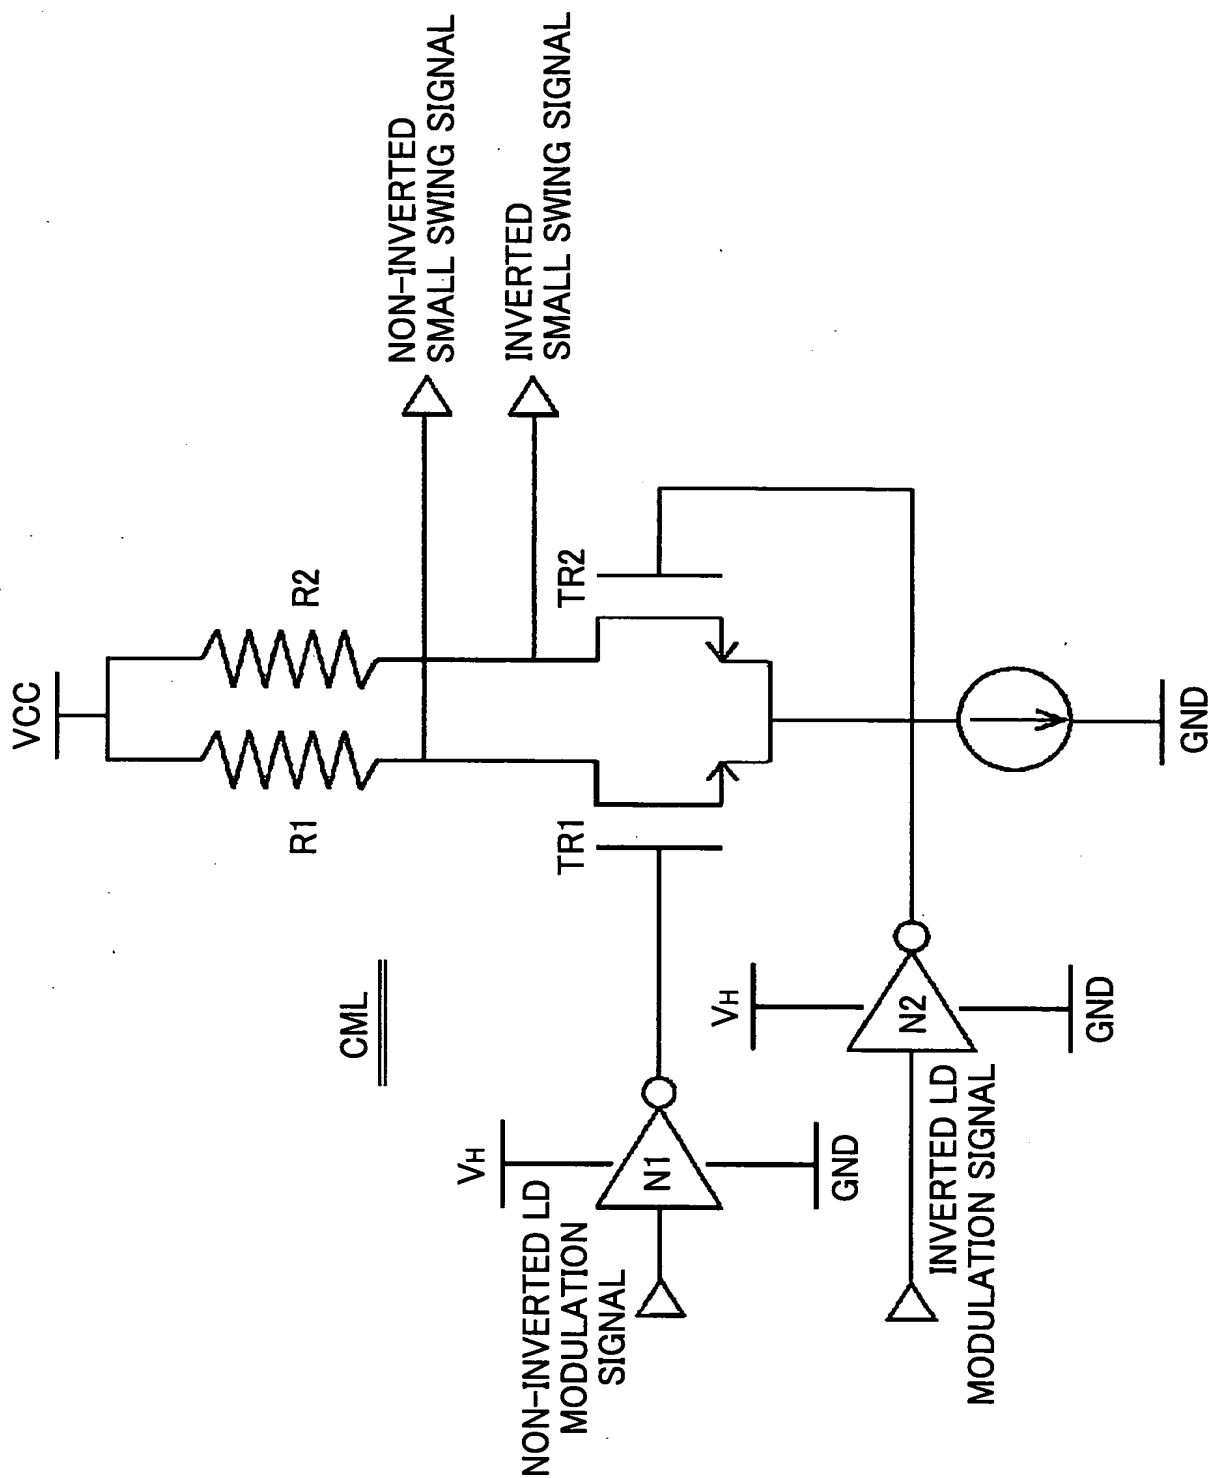 VCC
R1
R2
NON-INVERTED
SMALL SWING SIGNAL
INVERTED
SMALL SWING SIGNAL
CML
TR1
TR2
VH
NON-INVERTED LD
MODULATION
SIGNAL
N1
GND
VH
INVERTED LD
MODULATION SIGNAL
N2
GND
GND